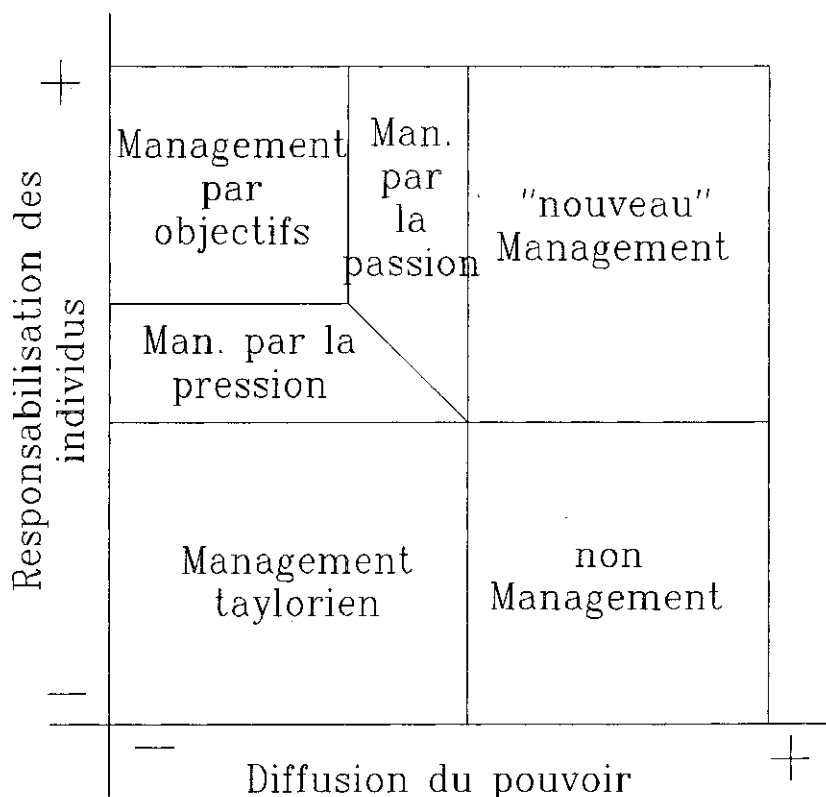 +
Responsabilisation des
individus
Management
par
objectifs
Man.
par
la
passion
"nouveau"
Management
Man. par la
pression
Management
taylorien
non
Management
—
—
+
Diffusion du pouvoir